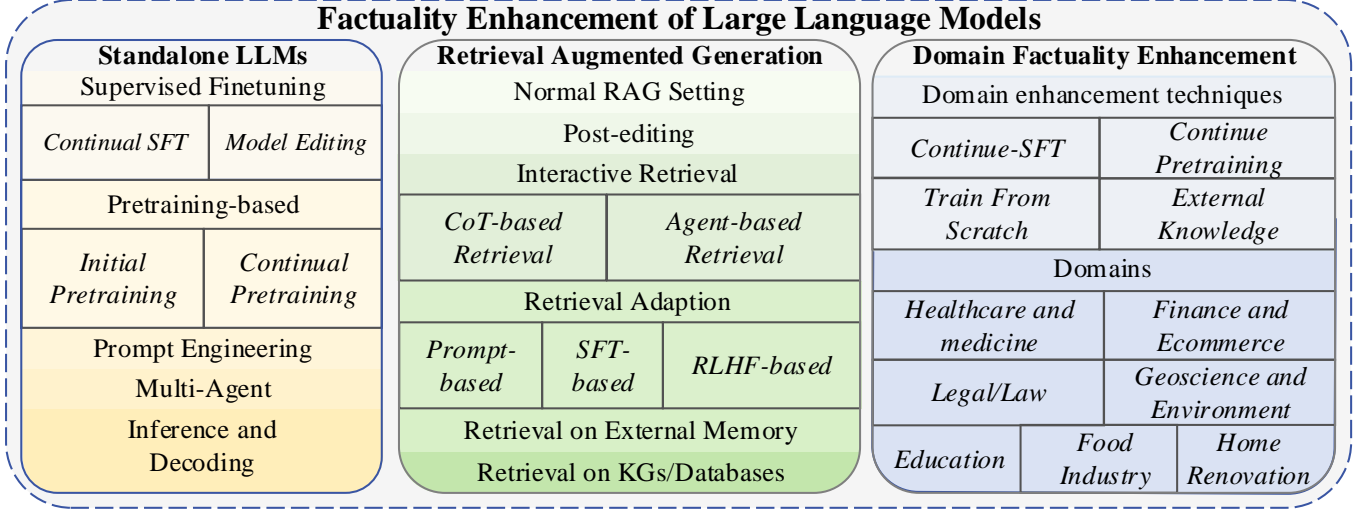 Factuality Enhancement of Large Language Models
Standalone LLMs
Supervised Finetuning
Continual SFT
Model Editing
Pretraining-based
Initial
Pretraining
Continual
Pretraining
Prompt Engineering
Multi-Agent
Inference and
Decoding
Retrieval Augmented Generation
Normal RAG Setting
Post-editing
Interactive Retrieval
CoT-based
Retrieval
Agent-based
Retrieval
Retrieval Adaption
Prompt-
based
SFT-
based
RLHF-based
Retrieval on External Memory
Retrieval on KGs/Databases
Domain Factuality Enhancement
Domain enhancement techniques
Continue-SFT
Continue
Pretraining
Train From
Scratch
External
Knowledge
Domains
Healthcare and
medicine
Finance and
Ecommerce
Legal/Law
Geoscience and
Environment
Education
Food
Industry
Home
Renovation